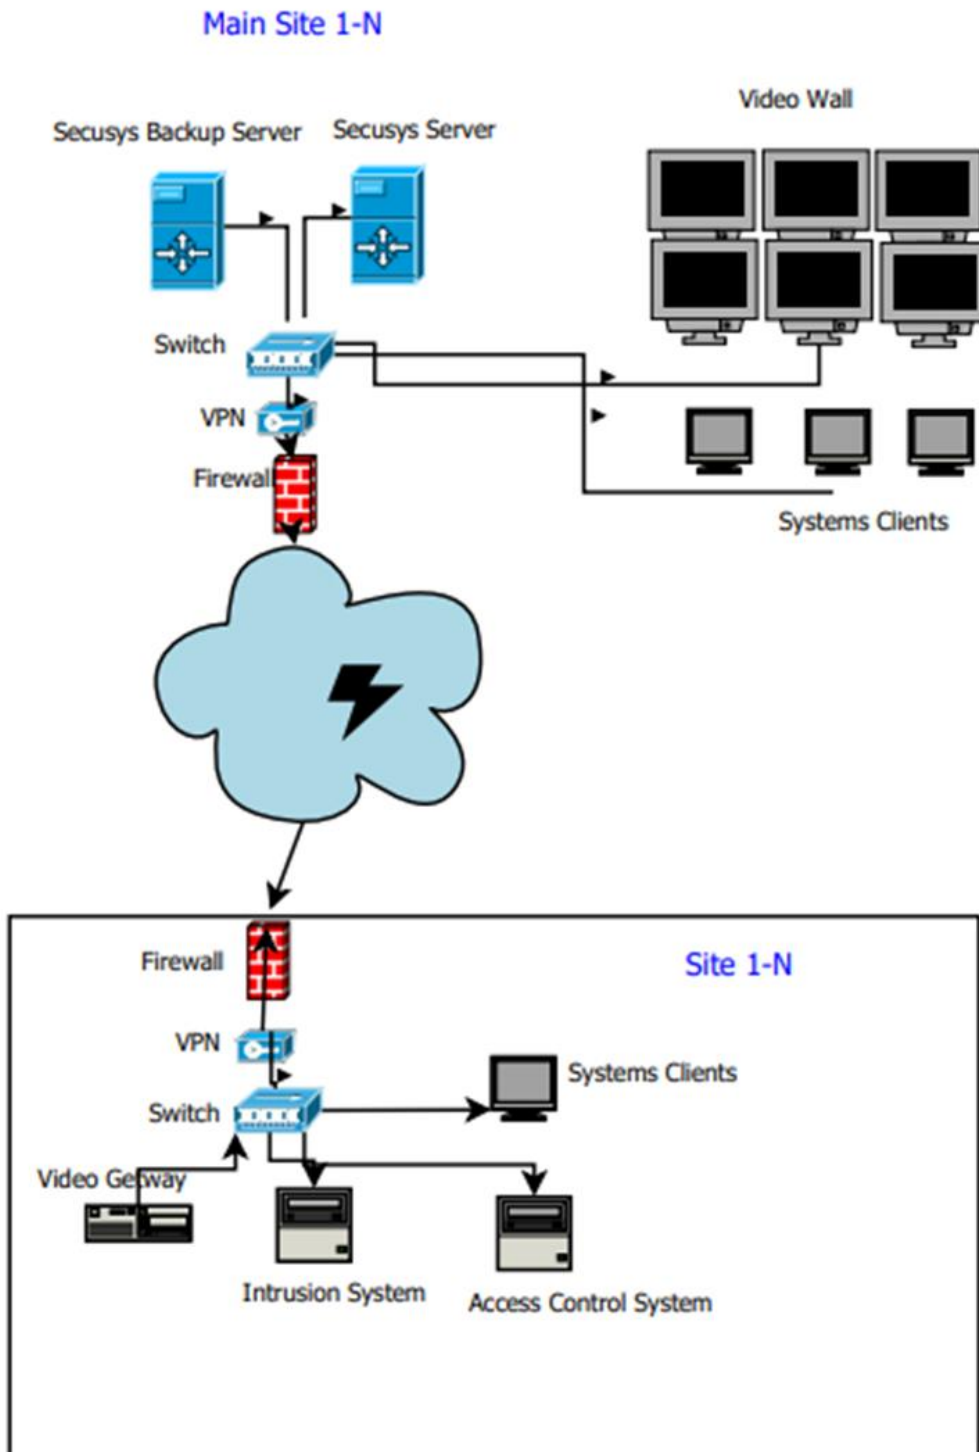 Main Site 1-N
Video Wall
Secusys Backup Server
Secusys Server
Switch
VPN
Firewall
Systems Clients
Firewall
Site 1-N
VPN
Systems Clients
Switch
Video Getway
Intrusion System
Access Control System